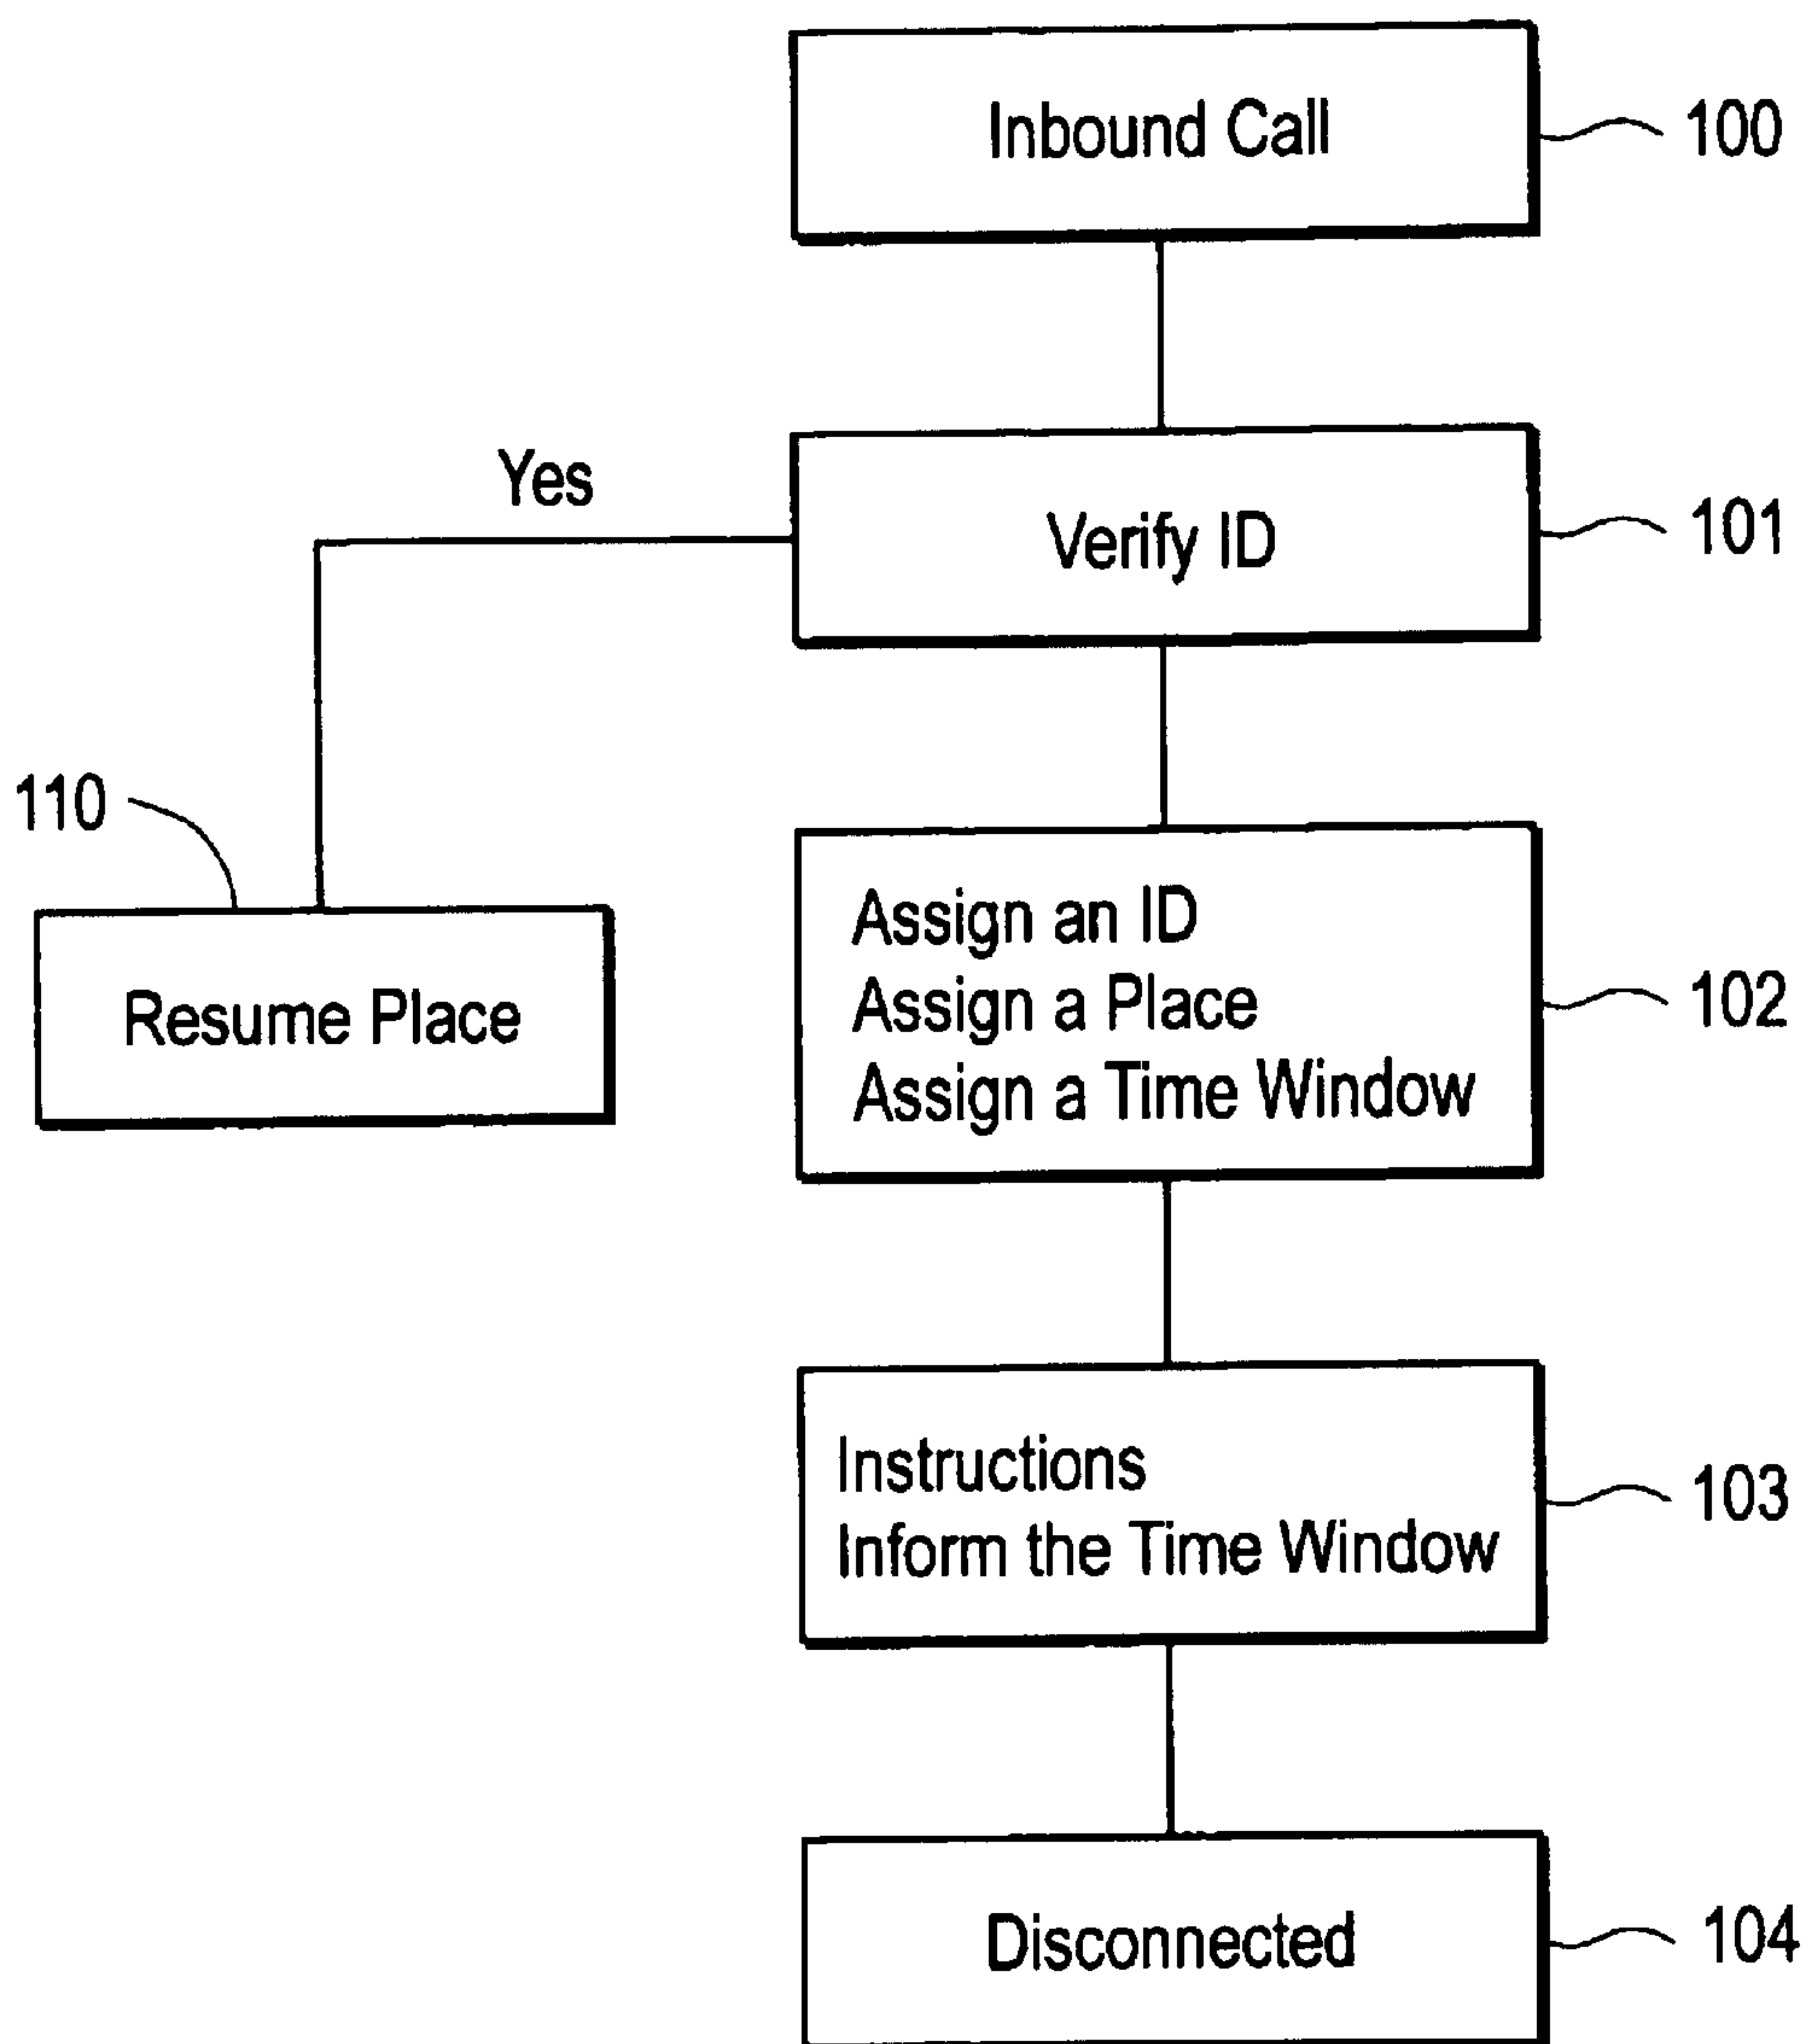 Inbound Call
100
Yes
Verify ID
101
110
Resume Place
Assign an ID
Assign a Place
Assign a Time Window
102
Instructions
Inform the Time Window
103
Disconnected
104